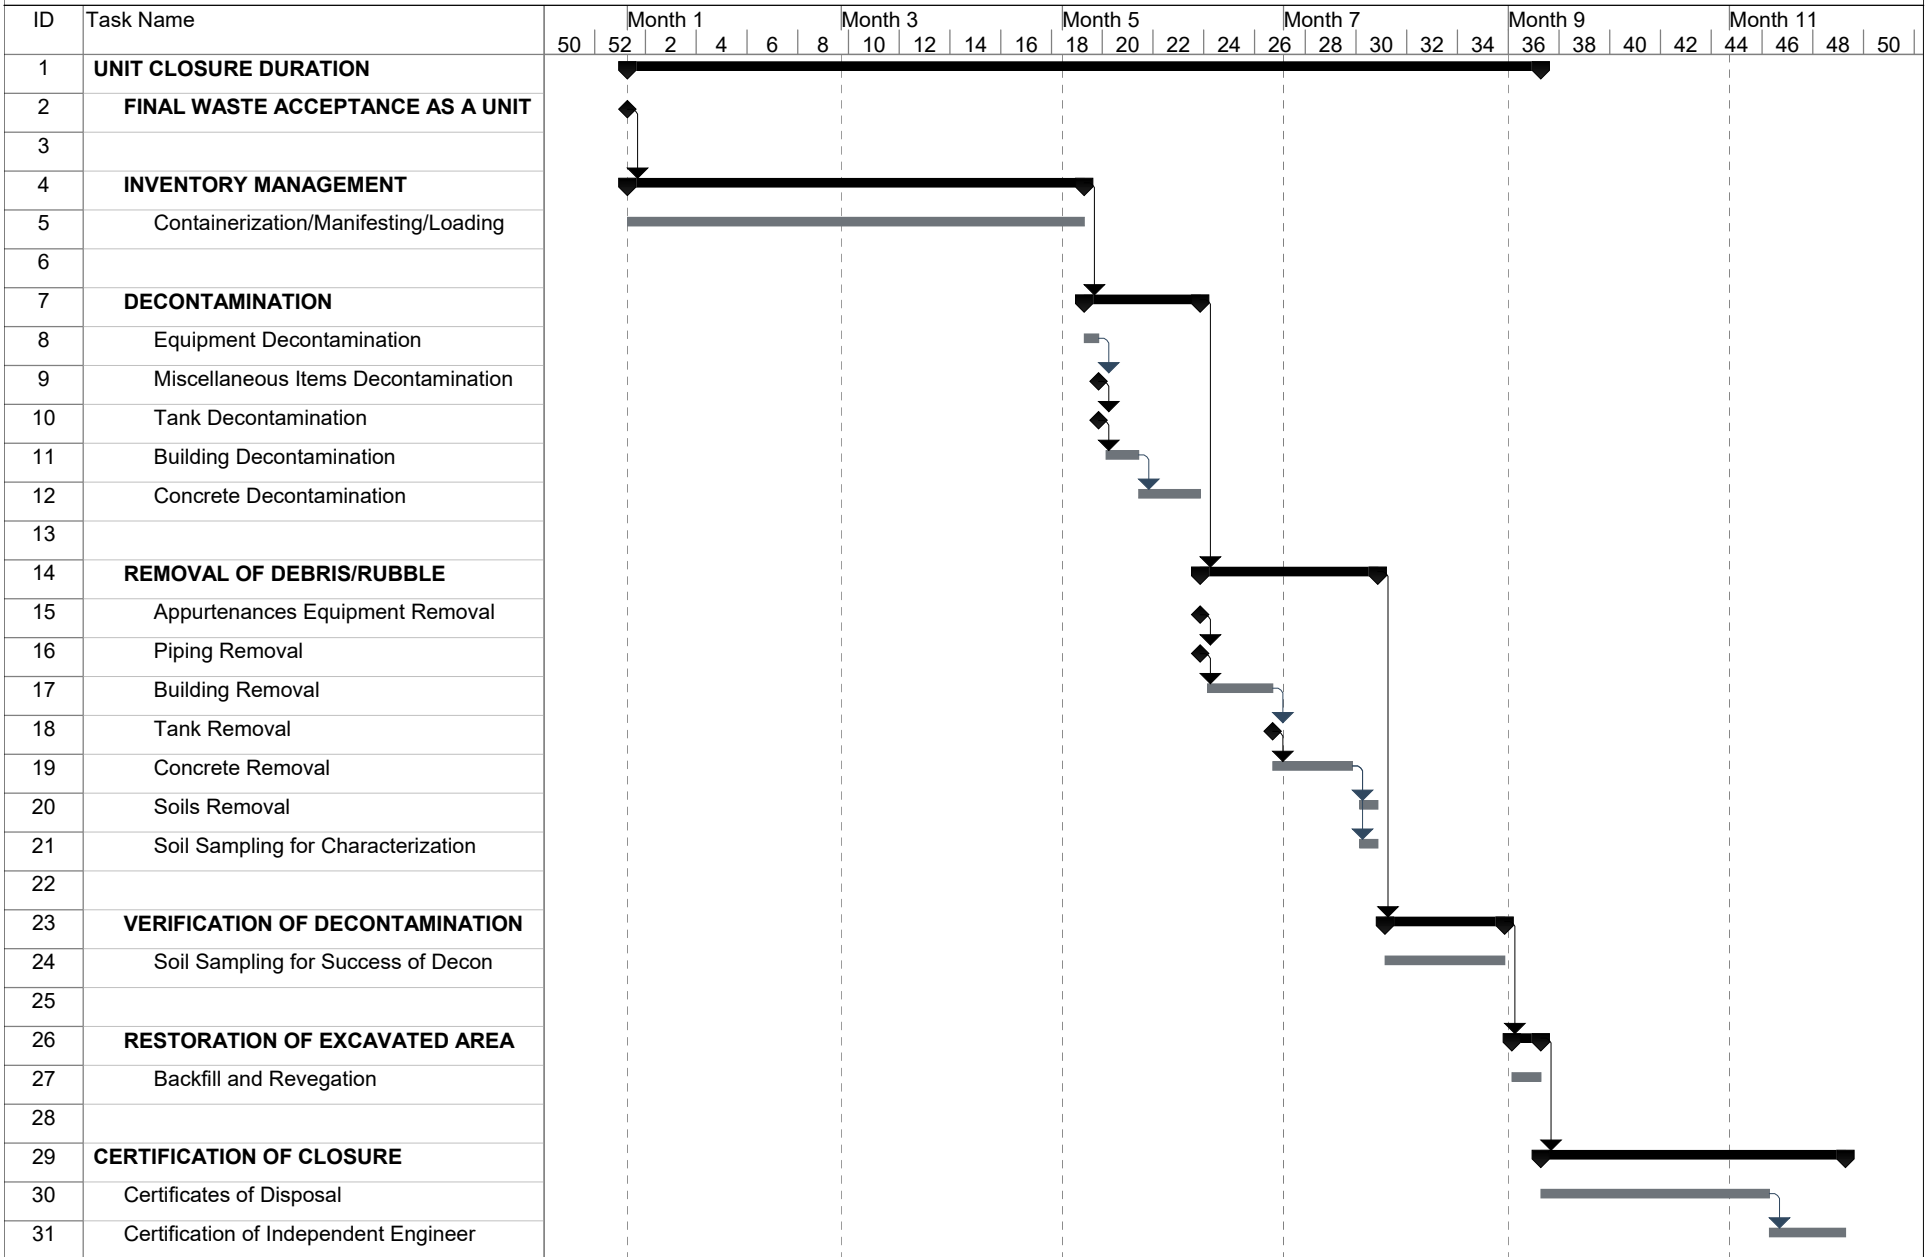 ID Task Name Month 1 Month 3 Month 5 Month 7 Month 9 Month 11
50 52 2 4 6 8 10 12 14 16 18 20 22 24 26 28 30 32 34 36 38 40 42 44 46 48 50
1 UNIT CLOSURE DURATION
2 FINAL WASTE ACCEPTANCE AS A UNIT
3
4 INVENTORY MANAGEMENT
5 Containerization/Manifesting/Loading
6
7 DECONTAMINATION
8 Equipment Decontamination
9 Miscellaneous Items Decontamination
10 Tank Decontamination
11 Building Decontamination
12 Concrete Decontamination
13
14 REMOVAL OF DEBRIS/RUBBLE
15 Appurtenances Equipment Removal
16 Piping Removal
17 Building Removal
18 Tank Removal
19 Concrete Removal
20 Soils Removal
21 Soil Sampling for Characterization
22
23 VERIFICATION OF DECONTAMINATION
24 Soil Sampling for Success of Decon
25
26 RESTORATION OF EXCAVATED AREA
27 Backfill and Revegation
28
29 CERTIFICATION OF CLOSURE
30 Certificates of Disposal
31 Certification of Independent Engineer